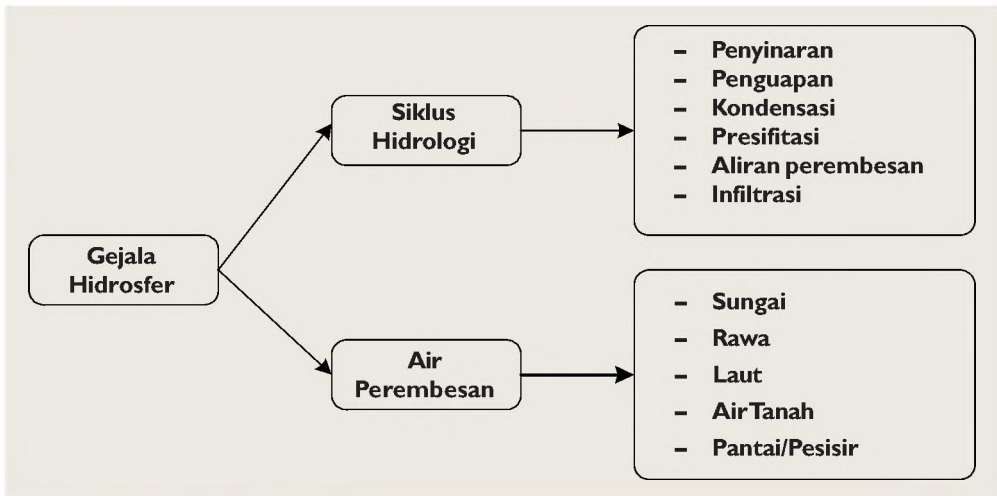 Gejala
Hidrosfer
Siklus
Hidrologi
- Penyinaran
- Penguapan
- Kondensasi
- Presifitasi
- Aliran perembesan
- Infiltrasi
Air
Perembesan
- Sungai
- Rawa
- Laut
- Air Tanah
- Pantai/Pesisir